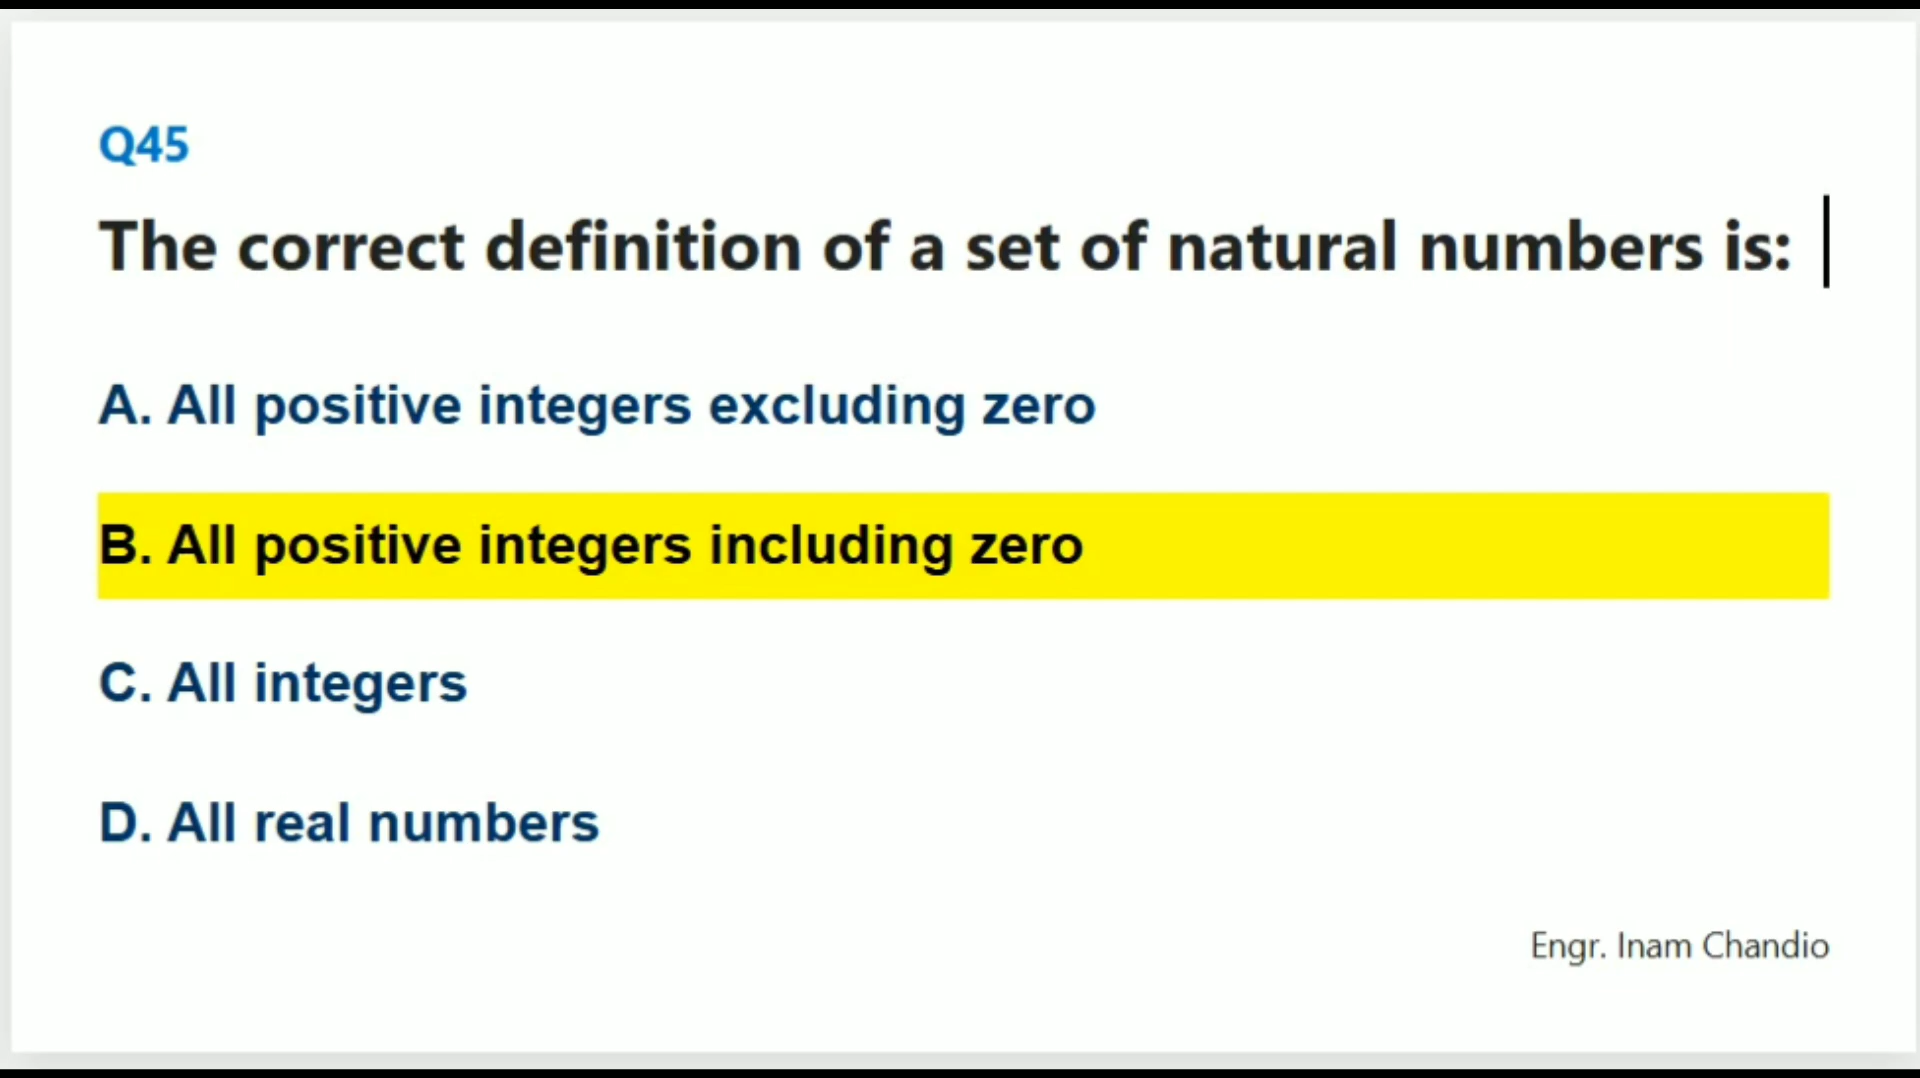 Q45
The correct definition of a set of natural numbers is:
A. All positive integers excluding zero
B. All positive integers including zero
C. All integers
D. All real numbers
Engr. Inam Chandio